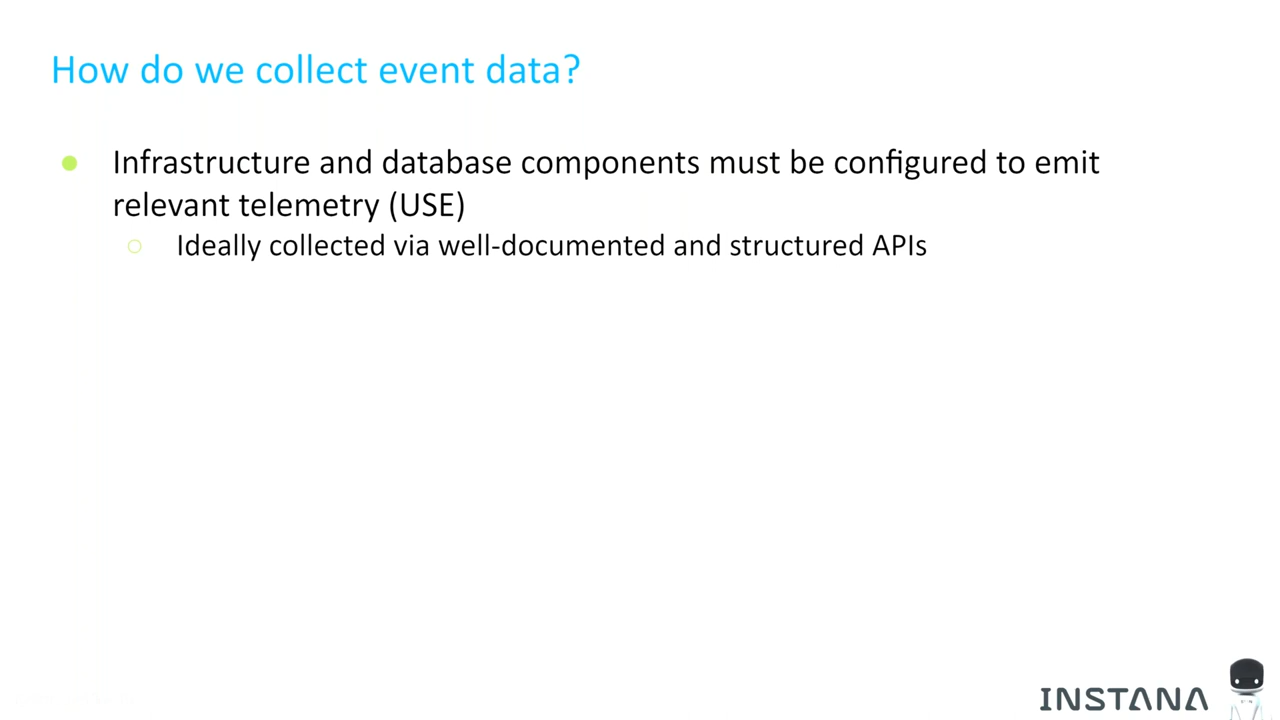 How do we collect event data?
● Infrastructure and database components must be configured to emit
relevant telemetry (USE)
○ Ideally collected via well-documented and structured APIs
INSTANA